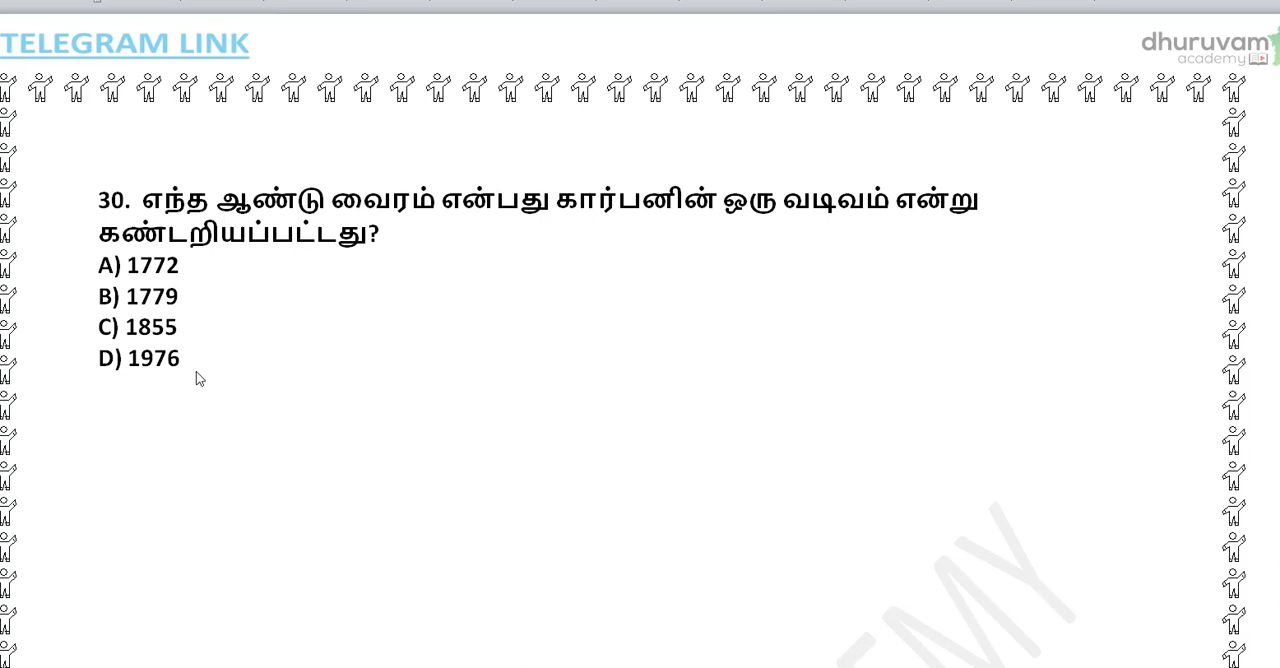 TELEGRAM LINK
dhuruvam
academy
30. எந்த ஆண்டு வைரம் என்பது கார்பனின் ஒரு வடிவம் என்று
கண்டறியப்பட்டது?
A) 1772
B) 1779
C) 1855
D) 1976